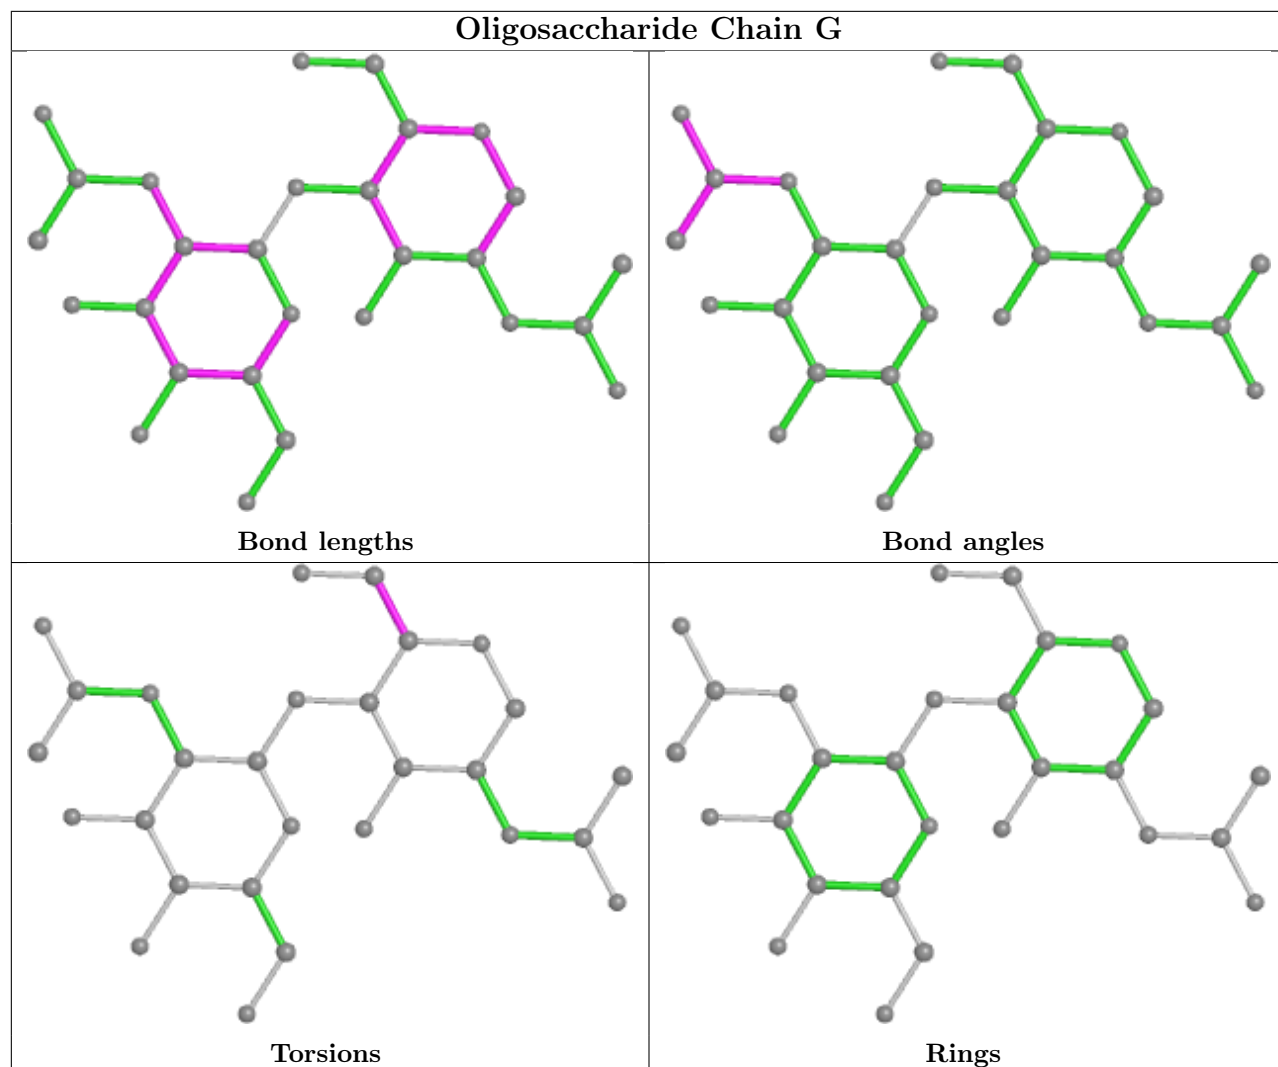 Oligosaccharide Chain G
Bond lengths
Bond angles
Torsions
Rings